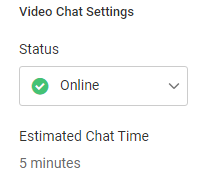 Video Chat Settings
Status
Online
Estimated Chat Time
5 minutes